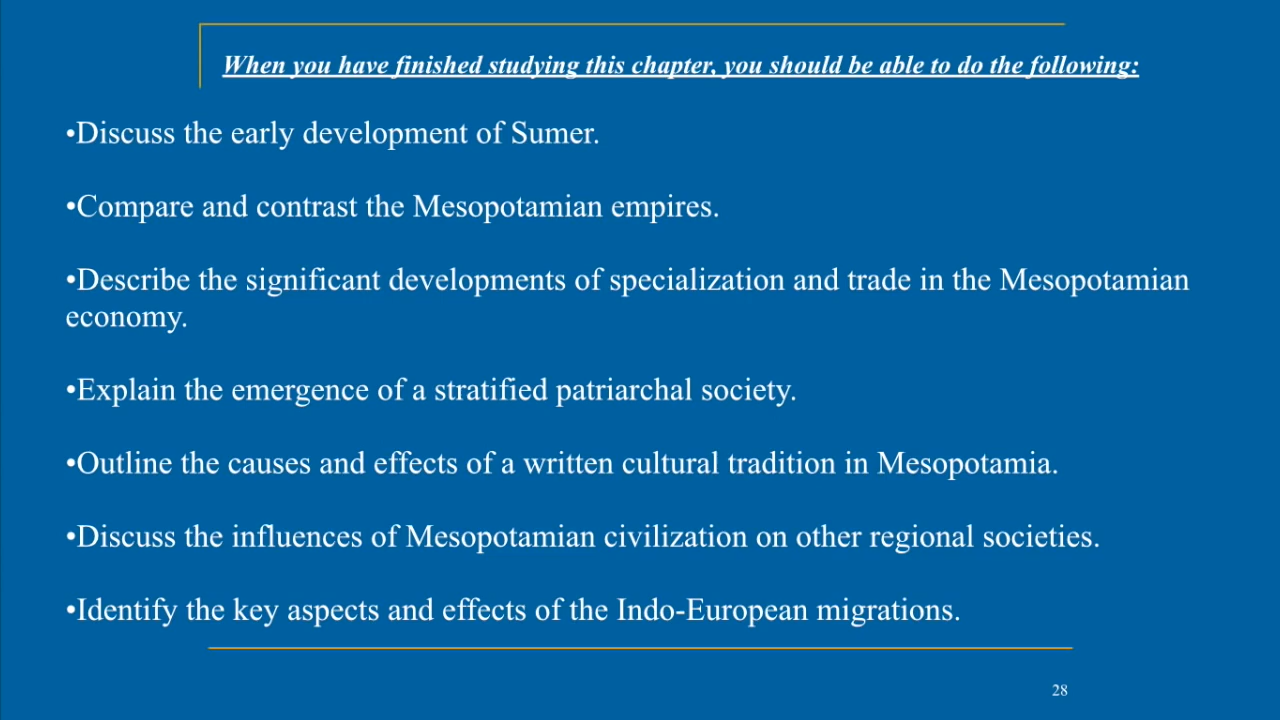 When you have finished studying this chapter, you should be able to do the following:
•Discuss the early development of Sumer.
•Compare and contrast the Mesopotamian empires.
•Describe the significant developments of specialization and trade in the Mesopotamian
economy.
•Explain the emergence of a stratified patriarchal society.
•Outline the causes and effects of a written cultural tradition in Mesopotamia.
•Discuss the influences of Mesopotamian civilization on other regional societies.
•Identify the key aspects and effects of the Indo-European migrations.
28